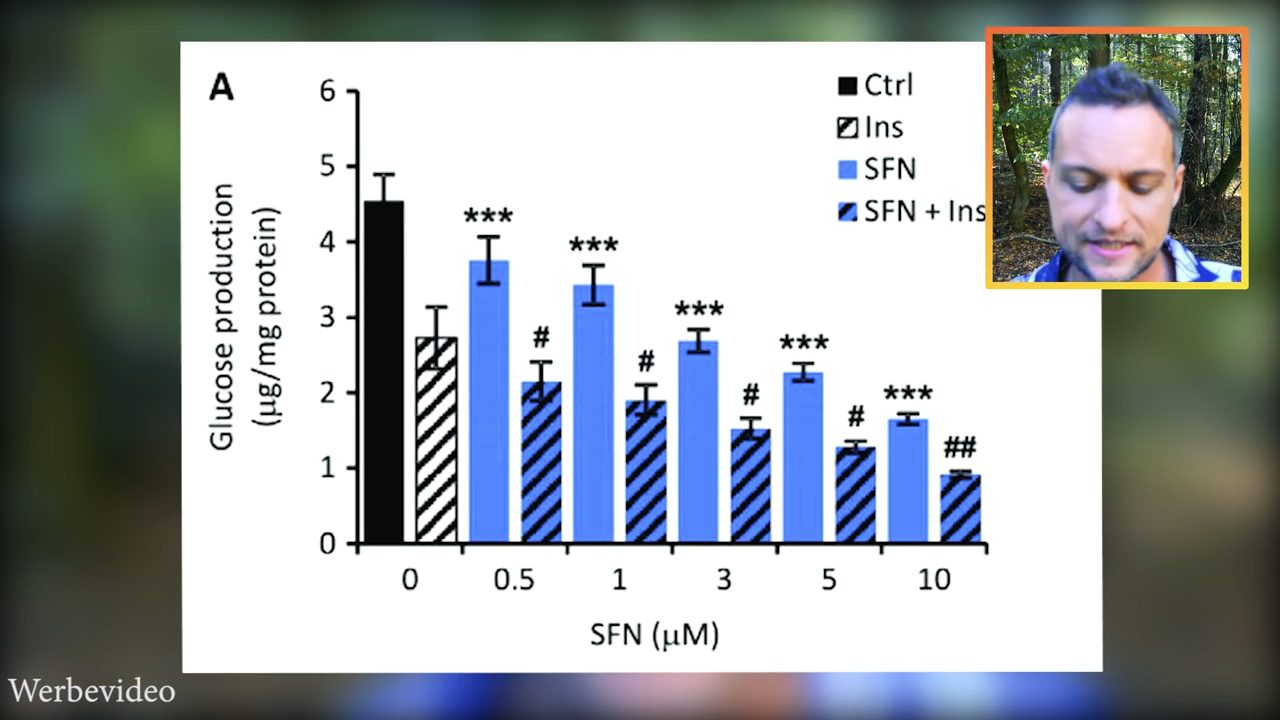 A
Ctrl
Ins
SFN
SFN + Ins
Glucose production
(µg/mg protein)
6
5
4
3
2
1
0
***
***
***
***
***
#
#
#
#
##
0 0.5 1 3 5 10
SFN (µM)
Werbevideo